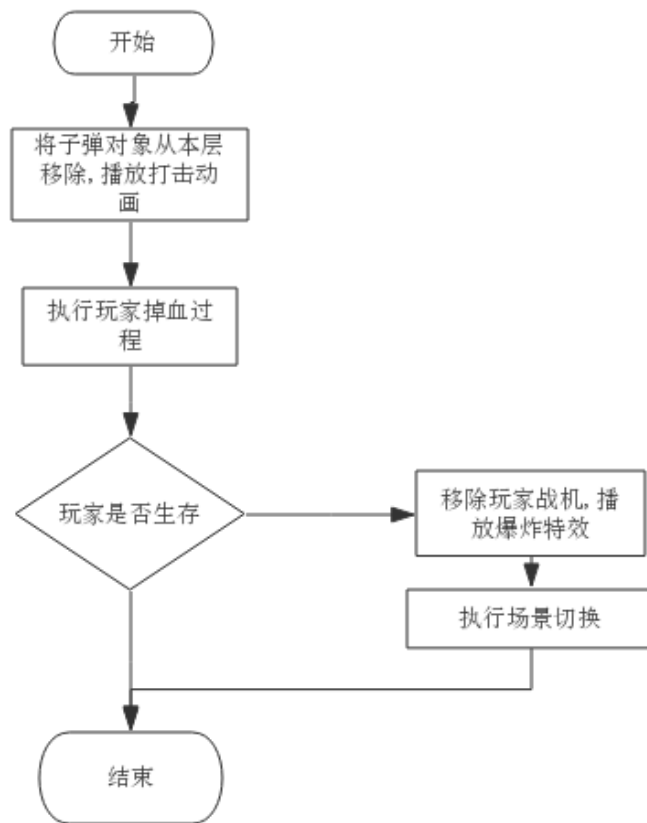 开始
将子弹对象从本层
移除,播放打击动
画
执行玩家掉血过
程
玩家是否生存
移除玩家战机,播
放爆炸特效
执行场景切换
结束